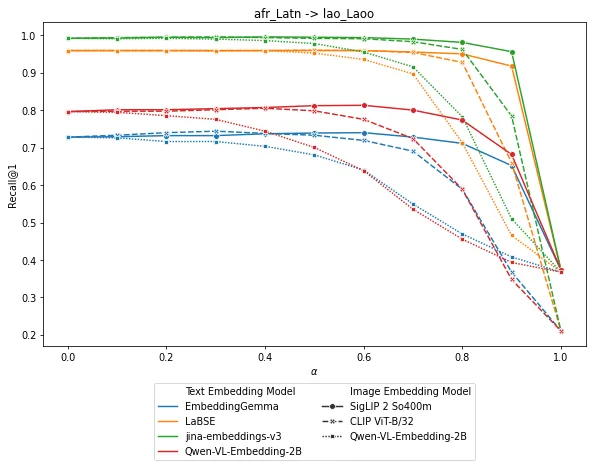 afr_Latn -> lao_Laoo
Recall@1
1.0
0.9
0.8
0.7
0.6
0.5
0.4
0.3
0.2
0.0 0.2 0.4 0.6 0.8 1.0
α
Text Embedding Model
EmbeddingGemma
LaBSE
jina-embeddings-v3
Qwen-VL-Embedding-2B
Image Embedding Model
SigLIP 2 So400m
CLIP ViT-B/32
Qwen-VL-Embedding-2B